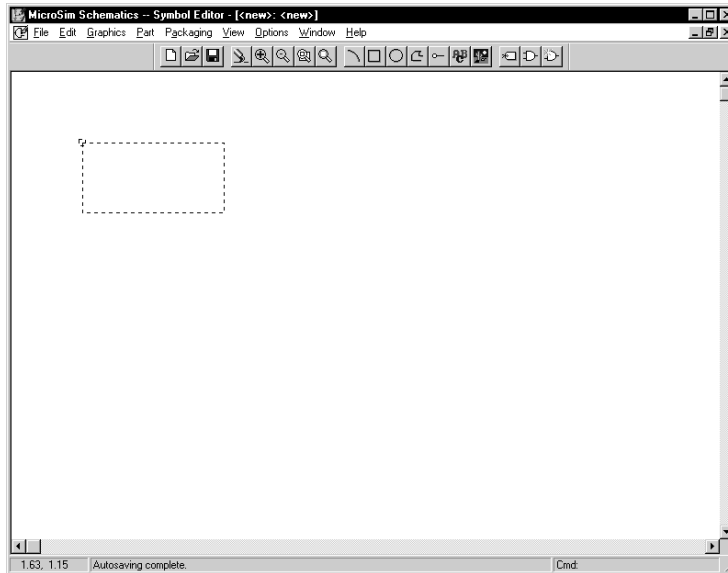 MicroSim Schematics -- Symbol Editor - [<new>: <new>]
File Edit Graphics Part Packaging View Options Window Help
1.63, 1.15 Autosaving complete. Cmd: